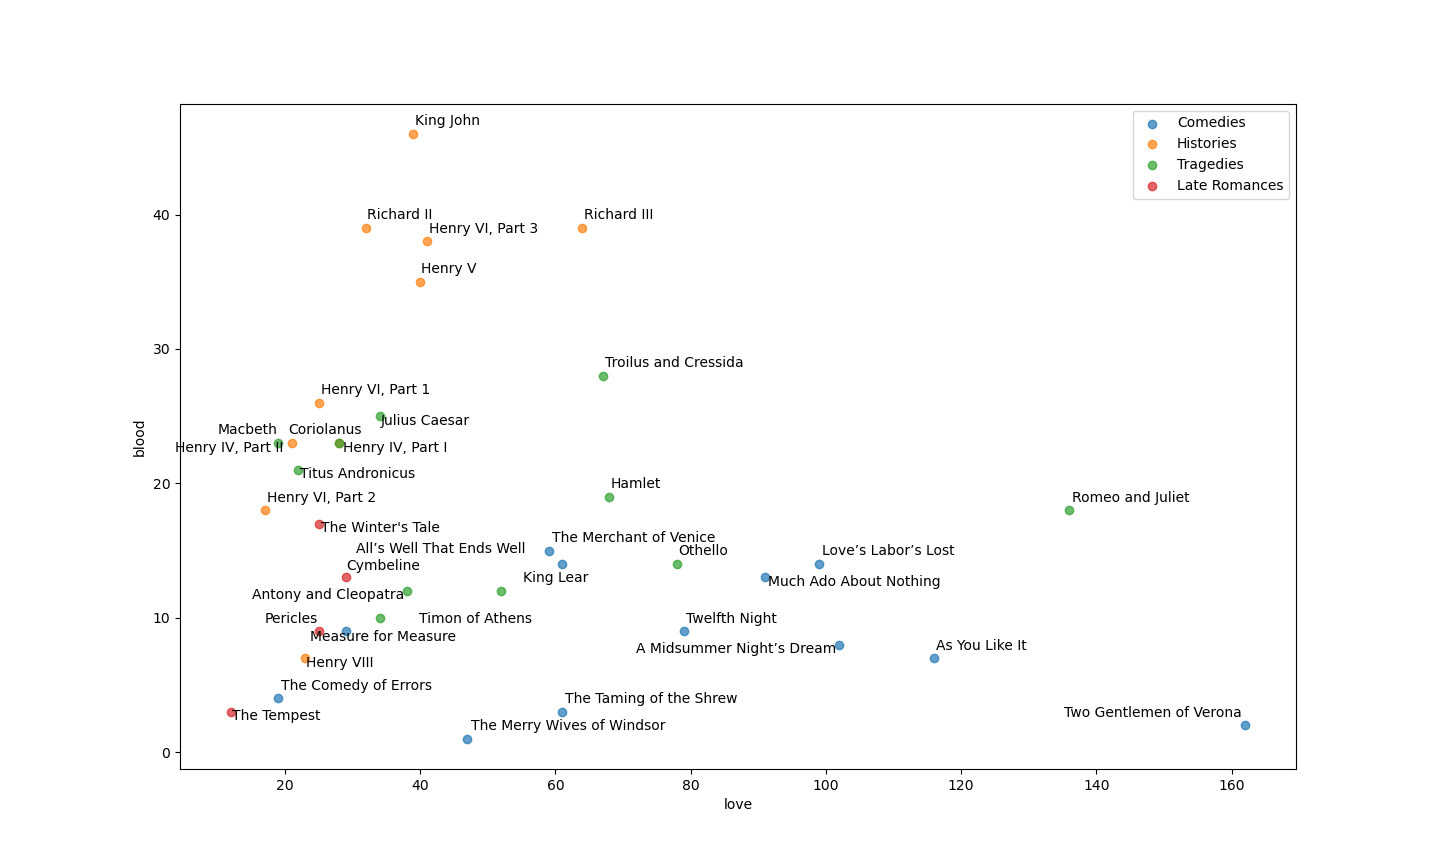 King John
Comedies
Histories
Tragedies
Late Romances
40
Richard II
Richard III
Henry VI, Part 3
Henry V
30
Troilus and Cressida
Henry VI, Part 1
Julius Caesar
Macbeth
Coriolanus
blood
Henry IV, Part II
Henry IV, Part I
Titus Andronicus
20
Hamlet
Henry VI, Part 2
Romeo and Juliet
The Winter's Tale
The Merchant of Venice
All’s Well That Ends Well
Othello
Love’s Labor’s Lost
Cymbeline
King Lear
Much Ado About Nothing
Antony and Cleopatra
10
Pericles
Timon of Athens
Twelfth Night
Measure for Measure
A Midsummer Night’s Dream
As You Like It
Henry VIII
The Comedy of Errors
The Taming of the Shrew
The Tempest
Two Gentlemen of Verona
The Merry Wives of Windsor
0
20 40 60 80 100 120 140 160
love